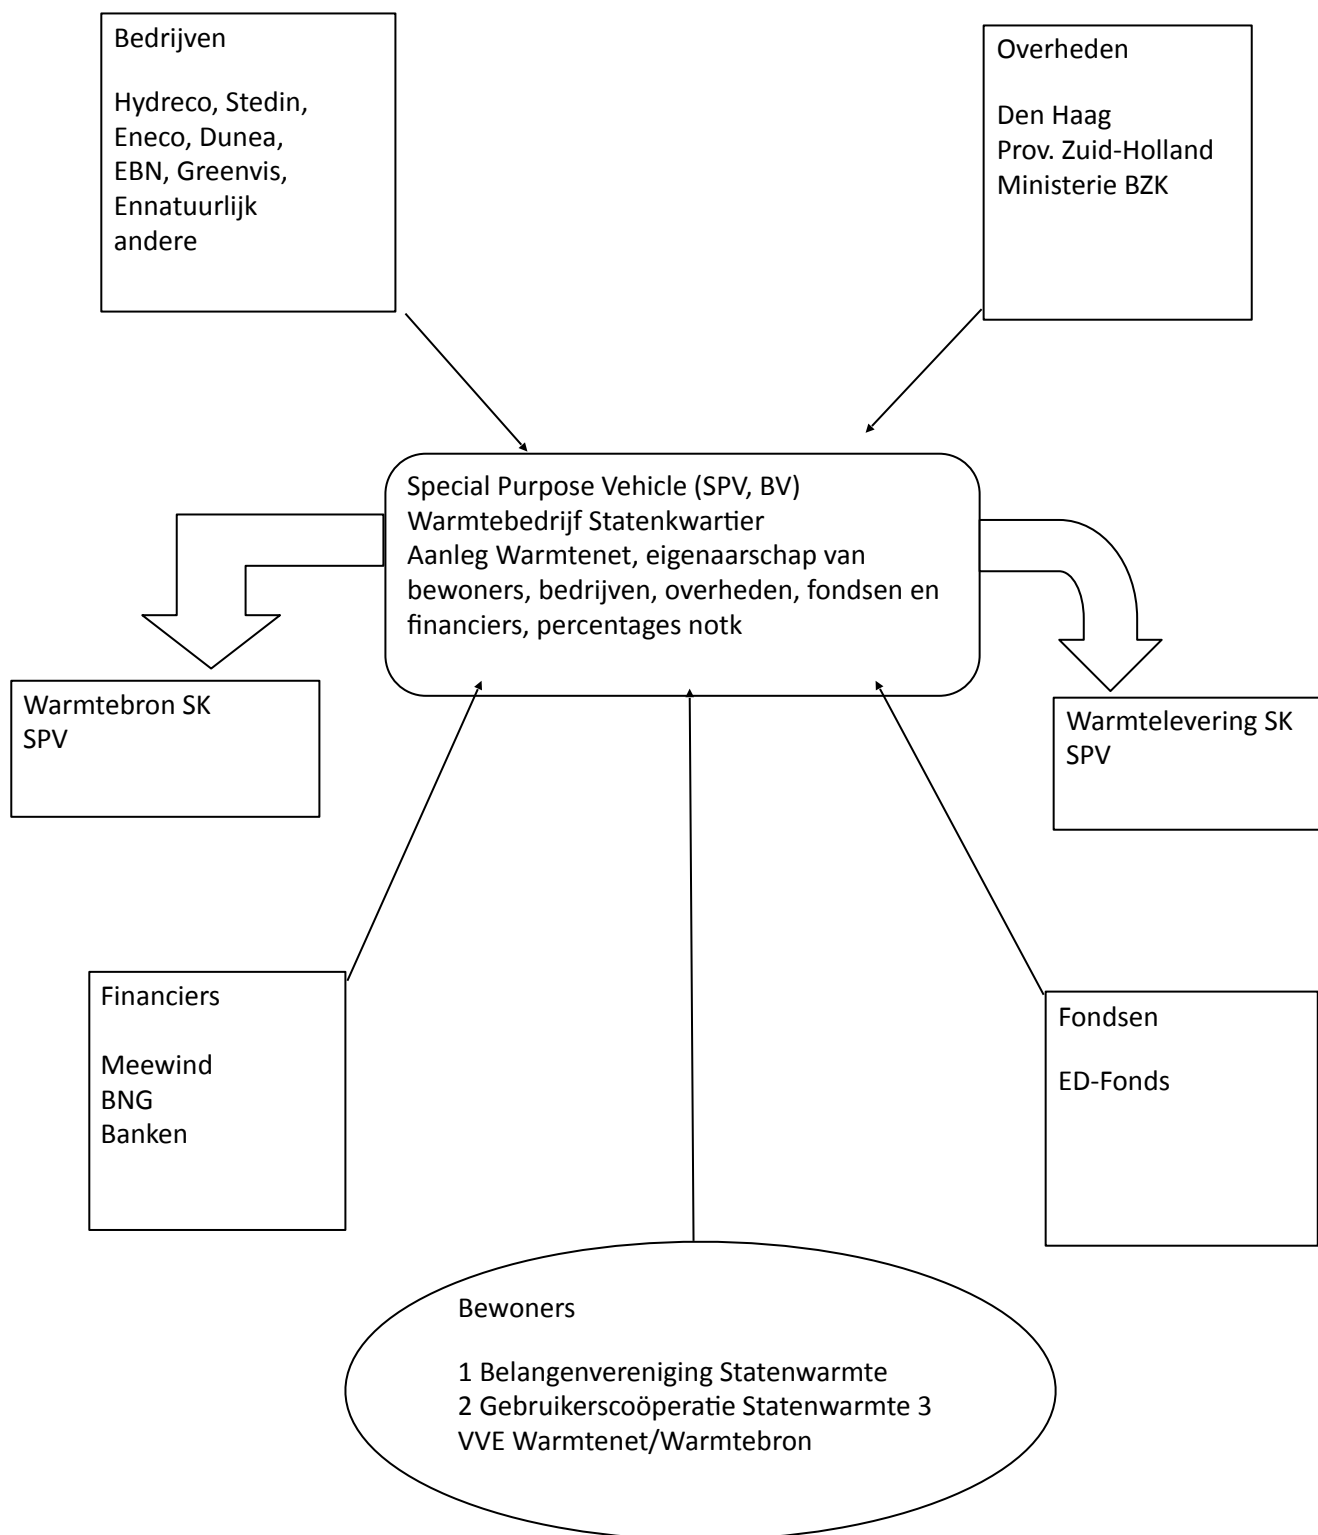 Bedrijven
Hydreco, Stedin,
Eneco, Dunea,
EBN, Greenvis,
Ennatuurlijk
andere
Overheden
Den Haag
Prov. Zuid-Holland
Ministerie BZK
Special Purpose Vehicle (SPV, BV)
Warmtebedrijf Statenkwartier
Aanleg Warmtenet, eigenaarschap van
bewoners, bedrijven, overheden, fondsen en
financiers, percentages notk
Warmtebron SK
SPV
Warmtelevering SK
SPV
Financiers
Meewind
BNG
Banken
Fondsen
ED-Fonds
Bewoners
1 Belangenvereniging Statenwarmte
2 Gebruikerscoöperatie Statenwarmte 3
VVE Warmtenet/Warmtebron